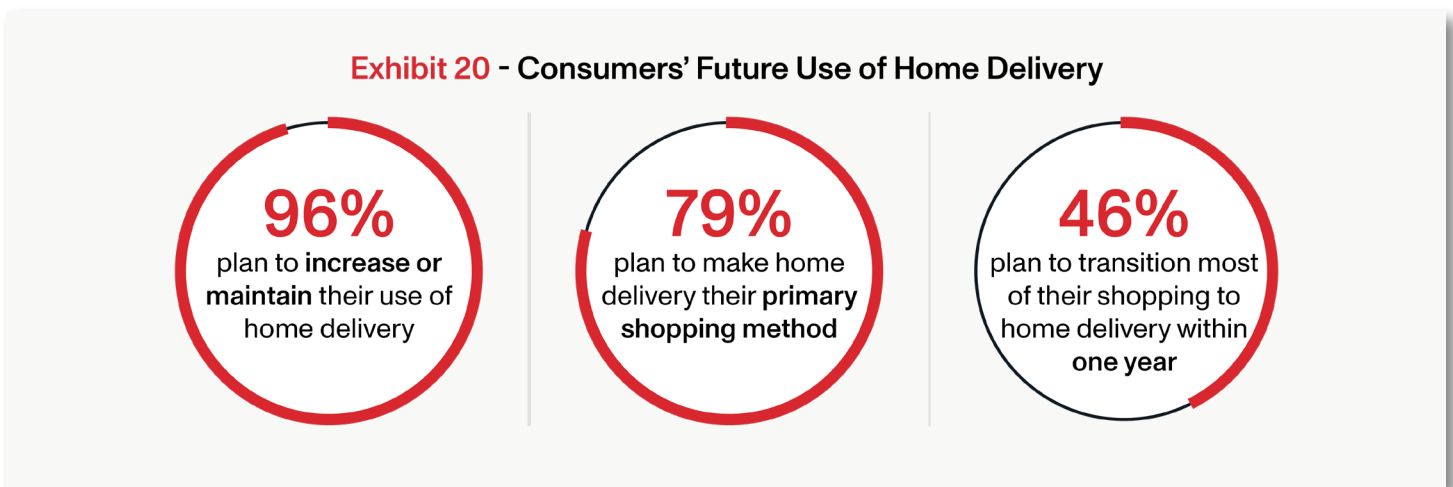 Exhibit 20 - Consumers’ Future Use of Home Delivery
96%
plan to increase or
maintain their use of
home delivery
79%
plan to make home
delivery their primary
shopping method
46%
plan to transition most
of their shopping to
home delivery within
one year